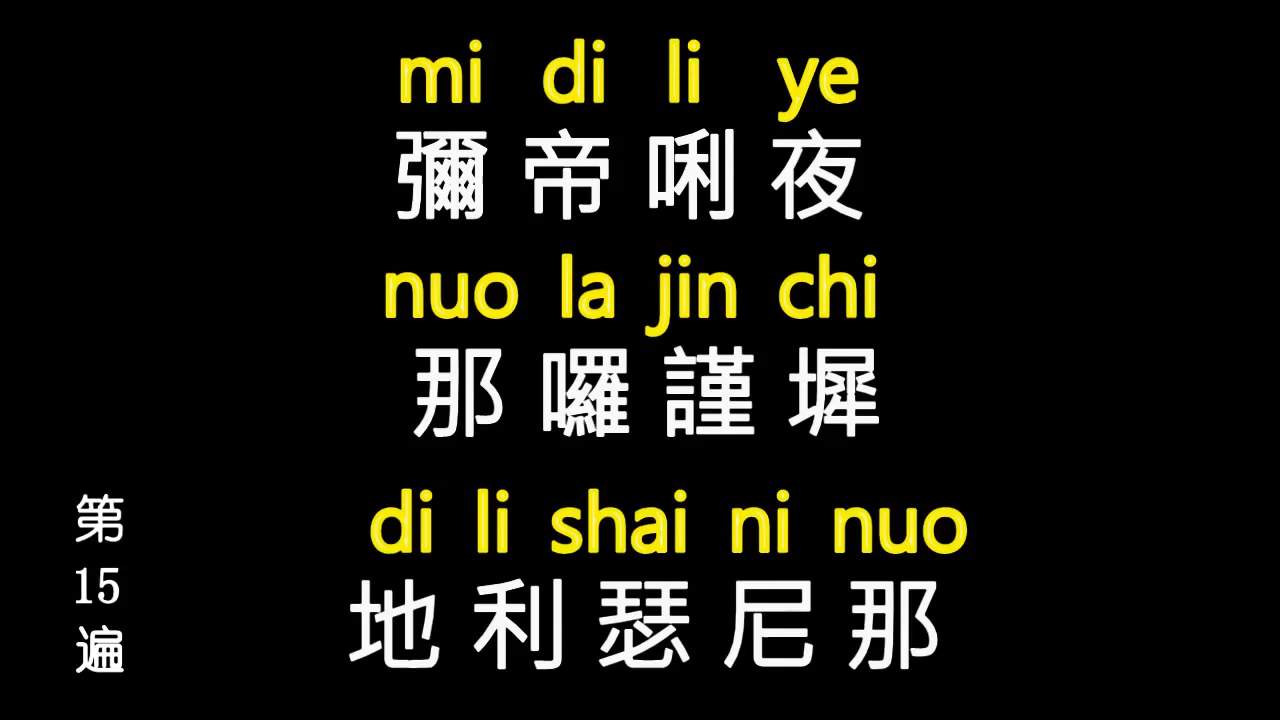 mi di li ye
彌帝唎夜
nuo la jin chi
那囉謹墀
di li shai ni nuo
地利瑟尼那
第
15
遍